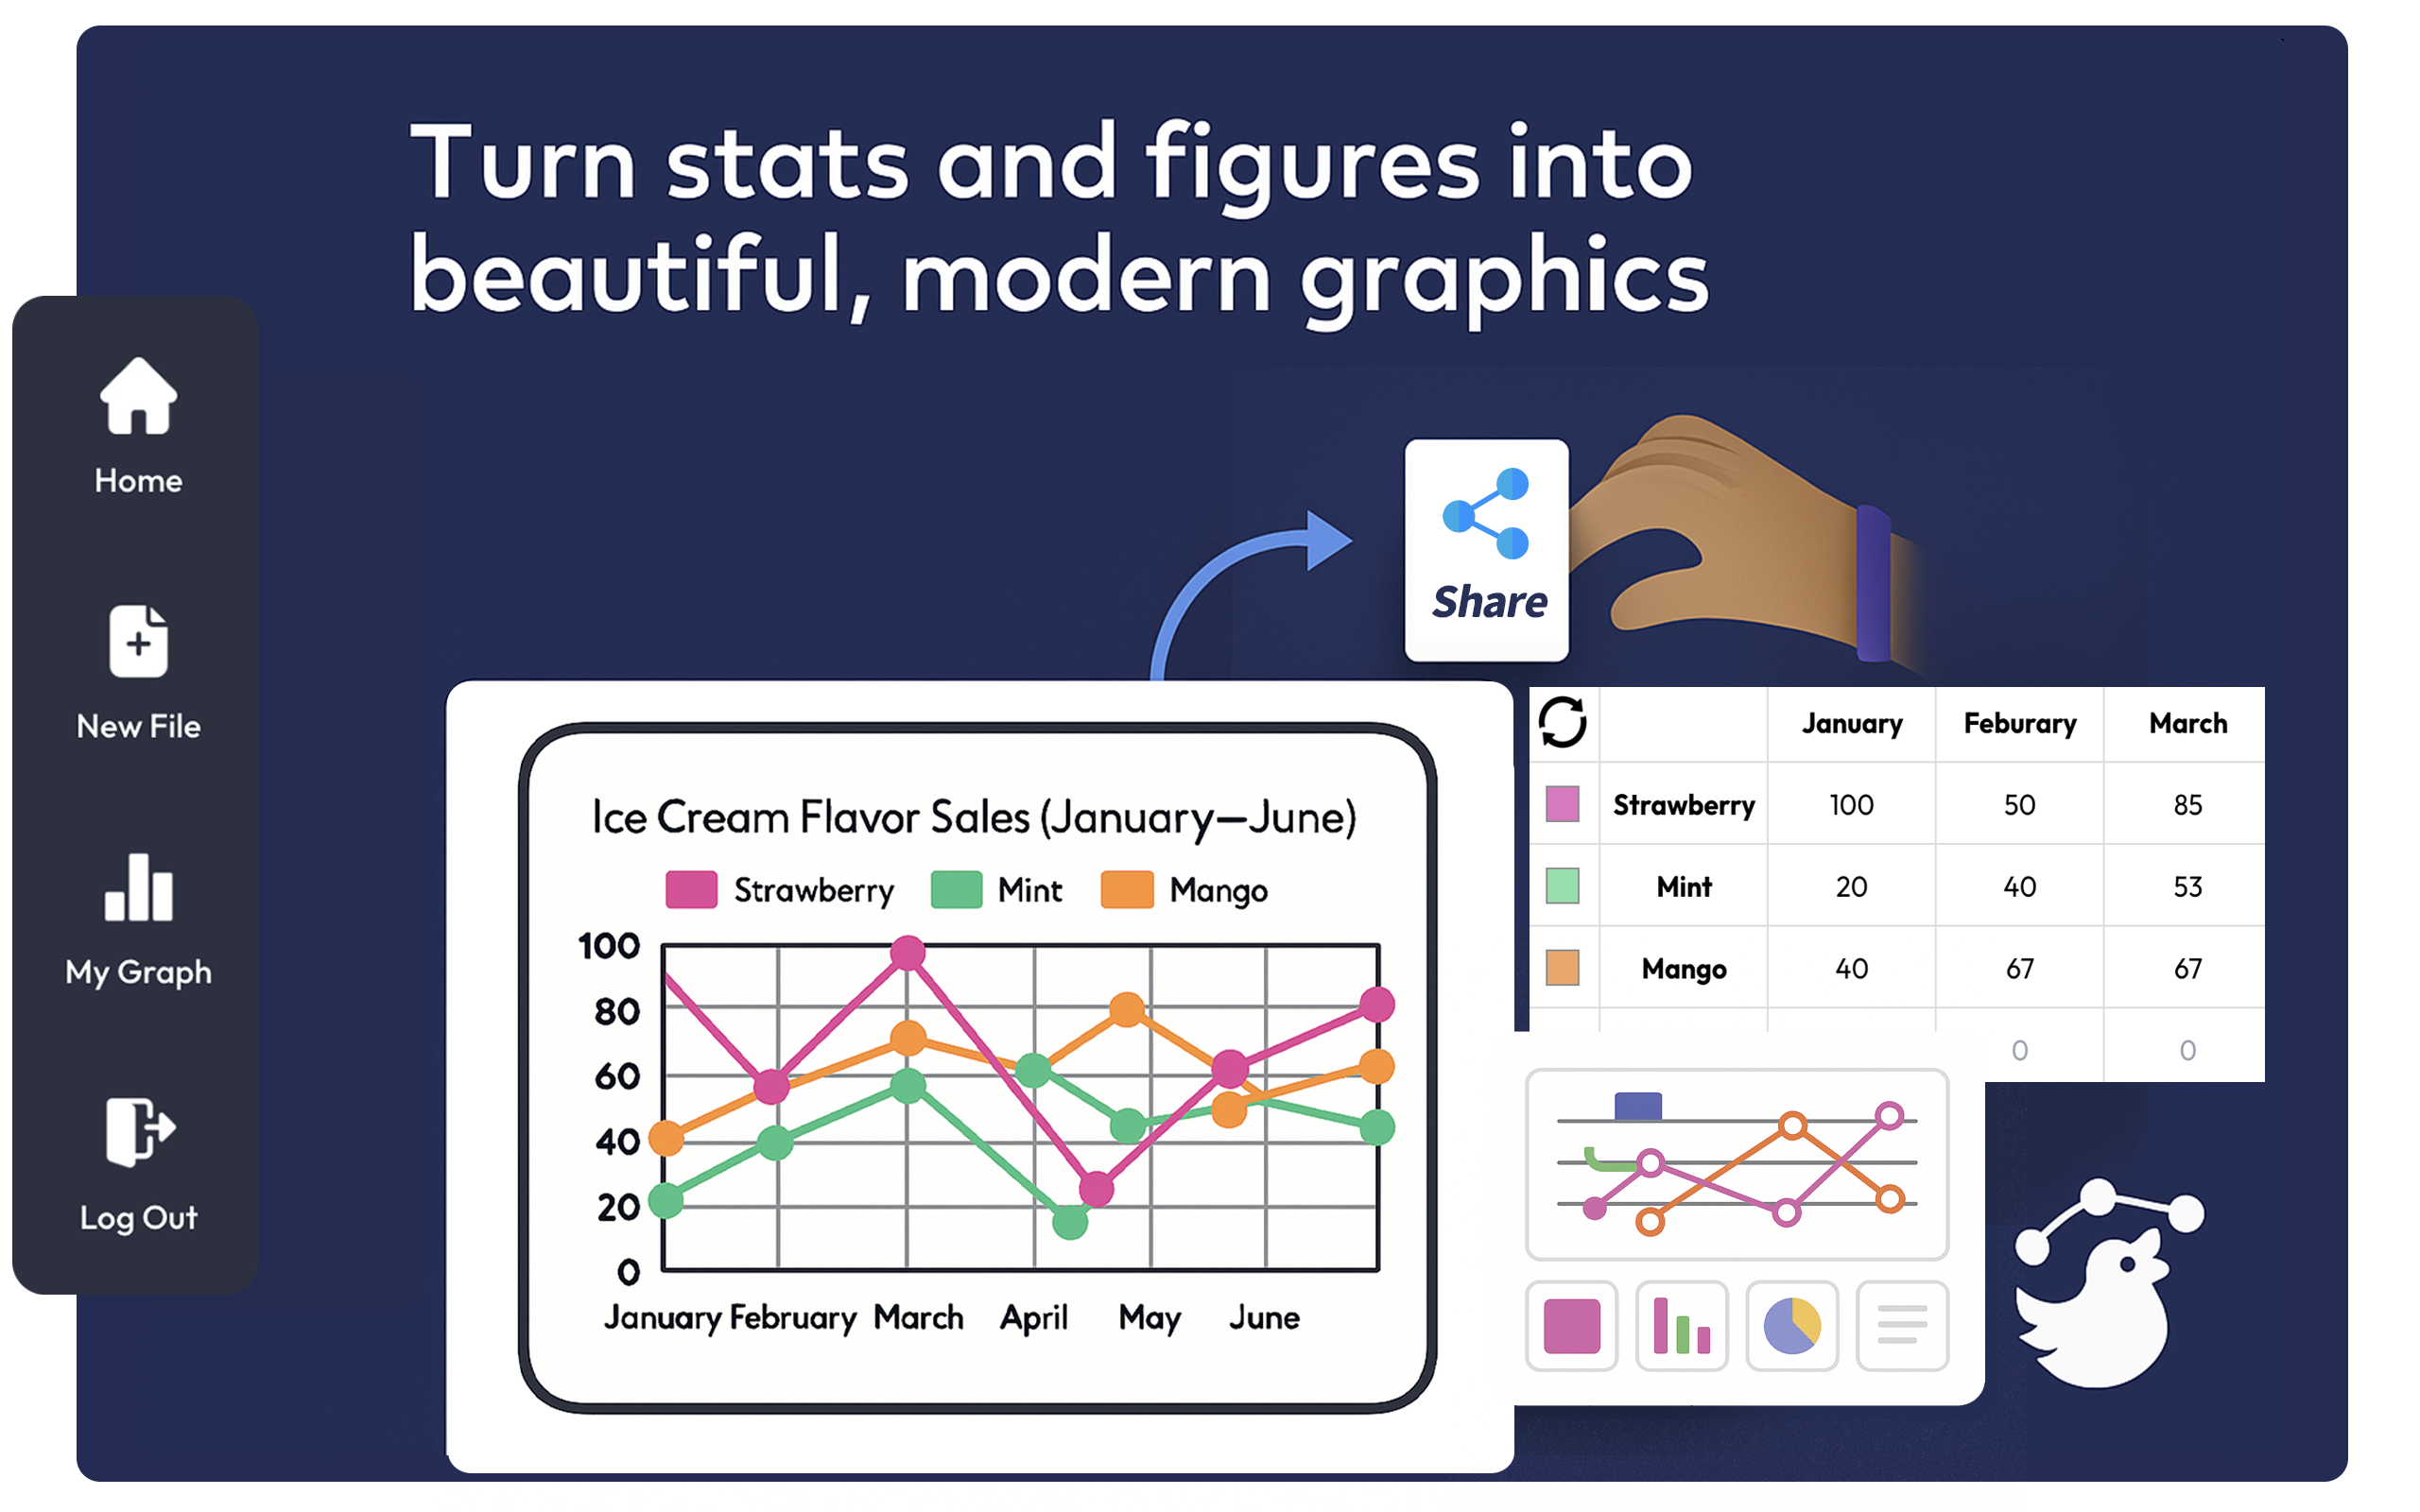 Turn stats and figures into
beautiful, modern graphics
Home
New File
My Graph
Log Out
Share
Ice Cream Flavor Sales (January—June)
Strawberry Mint Mango
100
80
60
40
20
0
January February March April May June
January Feburary March
Strawberry 100 50 85
Mint 20 40 53
Mango 40 67 67
0 0